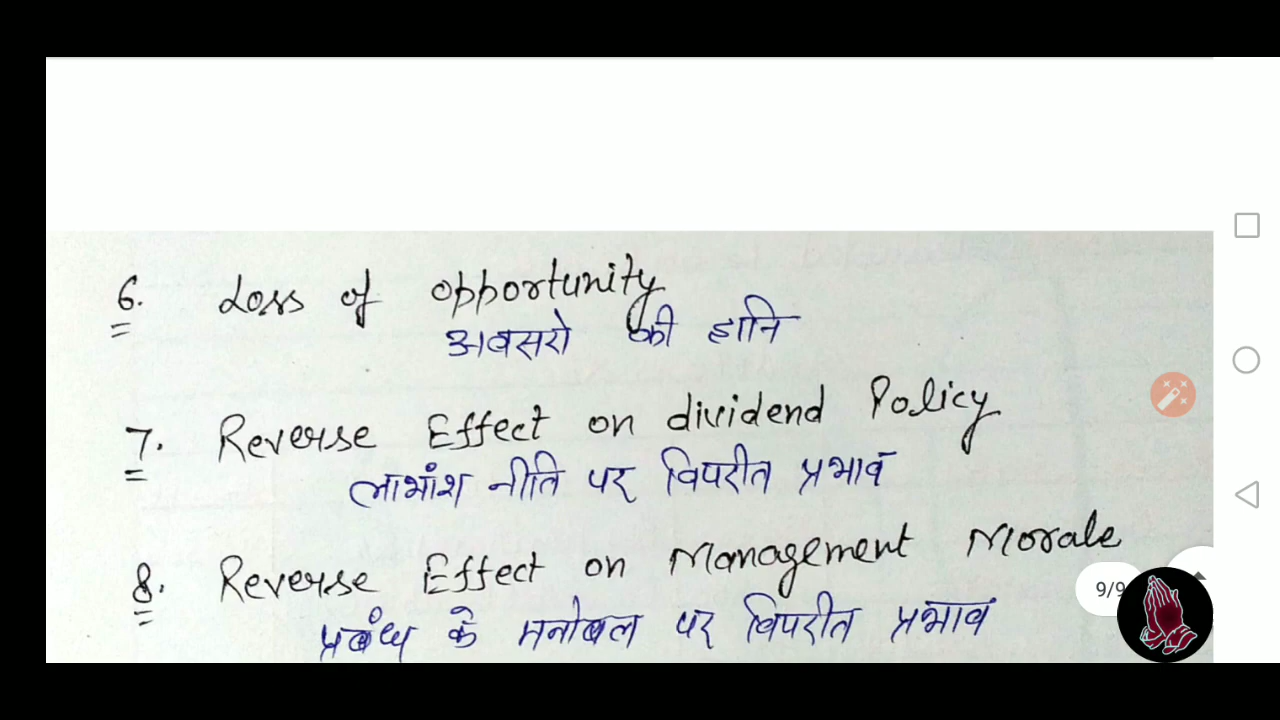 6. Loss of opportunity
अवसरो की हानि
7. Reverse Effect on dividend Policy
लाभांश नीति पर विपरीत प्रभाव
8. Reverse Effect on Management Morale
प्रबंध के मनोबल पर विपरीत प्रभाव
9/9